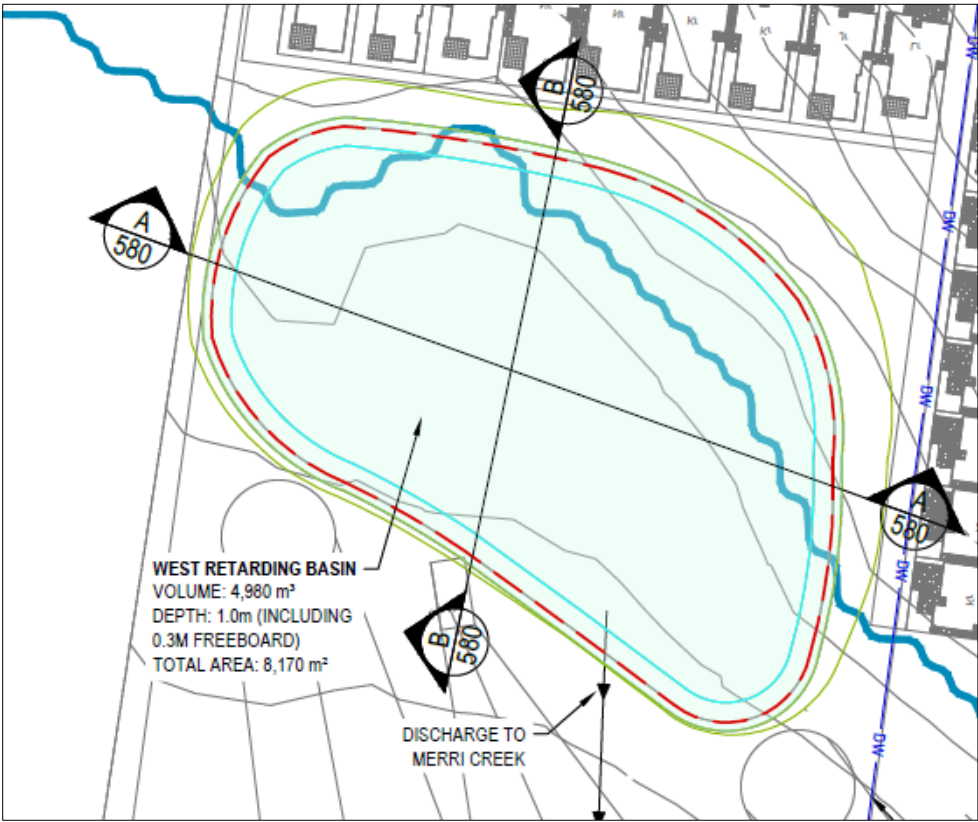 B
580
A
580
DW
DW
DW
A
580
DW
WEST RETARDING BASIN
VOLUME: 4,980 m³
DEPTH: 1.0m (INCLUDING
0.3M FREEBOARD)
TOTAL AREA: 8,170 m²
B
580
DISCHARGE TO
MERRI CREEK
DW